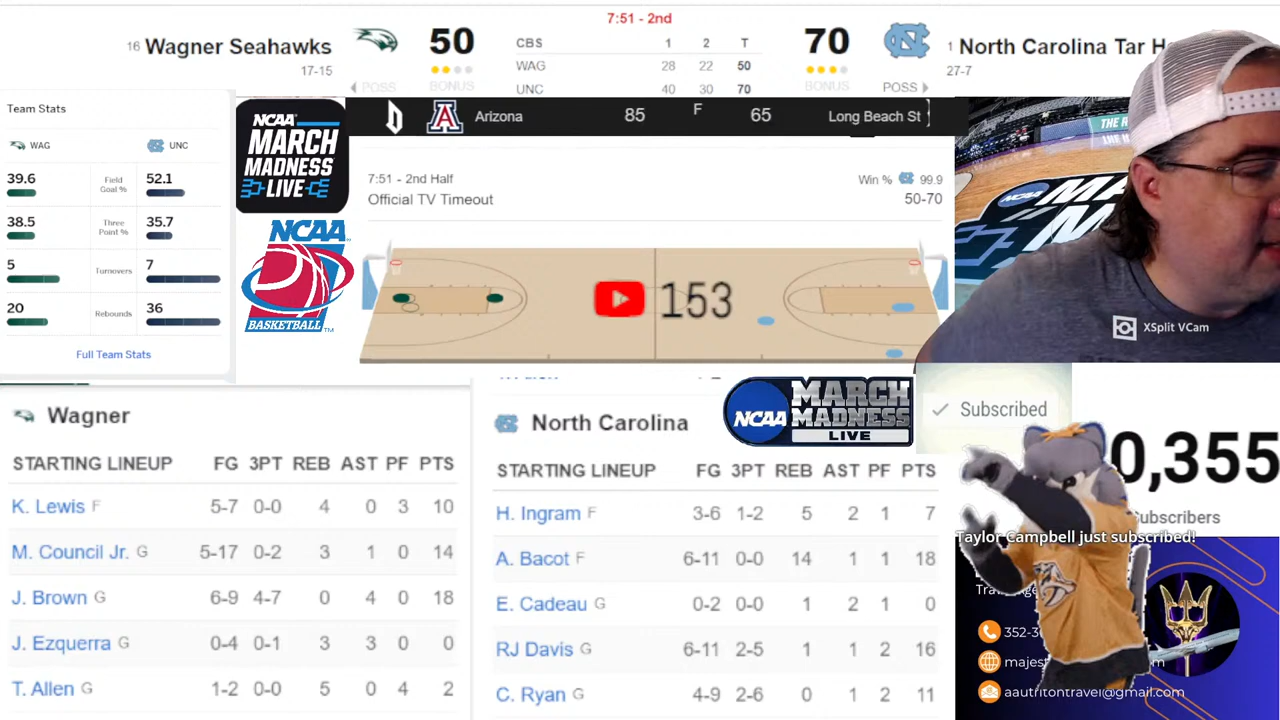 7:51 - 2nd
16 Wagner Seahawks
17-15
50
POSS
BONUS
CBS 1 2 T
WAG 28 22 50
UNC 40 30 70
70
BONUS
POSS
1 North Carolina Tar
27-7
Arizona 85 F 65 Long Beach St
Team Stats
WAG UNC
39.6 Field Goal % 52.1
38.5 Three Point % 35.7
5 Turnovers 7
20 Rebounds 36
Full Team Stats
NCAA
MARCH
MADNESS
LIVE
NCAA
BASKETBALL™
7:51 - 2nd Half
Official TV Timeout
Win % 99.9
50-70
153
NCAA
XSplit VCam
Wagner
STARTING LINEUP FG 3PT REB AST PF PTS
K. Lewis F 5-7 0-0 4 0 3 10
M. Council Jr. G 5-17 0-2 3 1 0 14
J. Brown G 6-9 4-7 0 4 0 18
J. Ezquerra G 0-4 0-1 3 3 0 0
T. Allen G 1-2 0-0 5 0 4 2
NCAA
MARCH
MADNESS
LIVE
North Carolina
STARTING LINEUP FG 3PT REB AST PF PTS
H. Ingram F 3-6 1-2 5 2 1 7
A. Bacot F 6-11 0-0 14 1 1 18
E. Cadeau G 0-2 0-0 1 2 1 0
RJ Davis G 6-11 2-5 1 1 2 16
C. Ryan G 4-9 2-6 0 1 2 11
Subscribed
0,355
Subscribers
Taylor Campbell just subscribed!
352-3
majest
aautritontravel@gmail.com